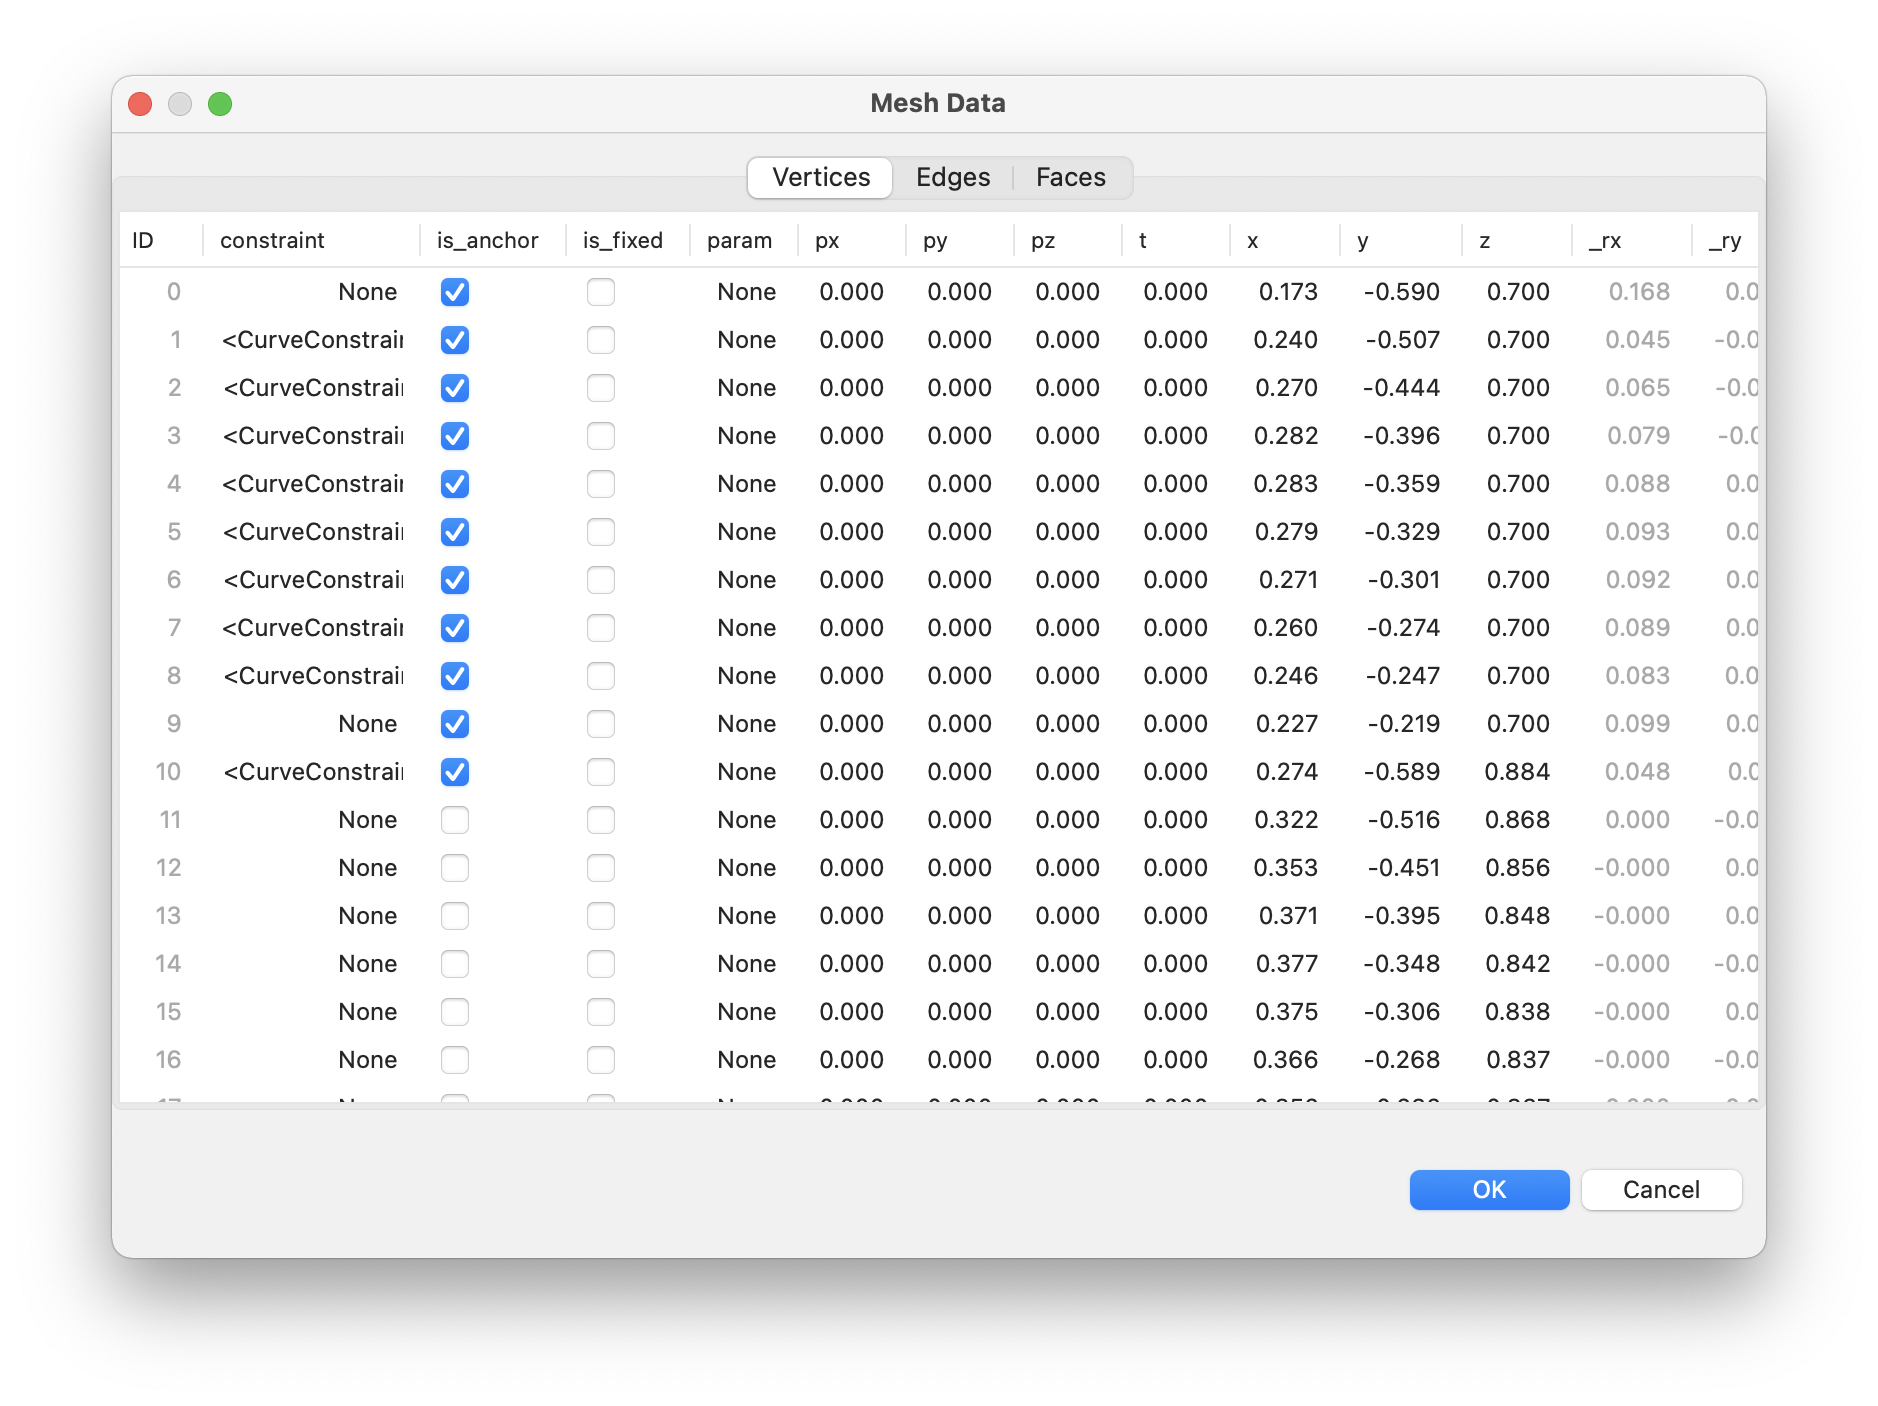 Mesh Data
Vertices Edges Faces
ID constraint is_anchor is_fixed param px py pz t x y z _rx _ry
0 None None 0.000 0.000 0.000 0.000 0.173 -0.590 0.700 0.168 0.0
1 <CurveConstrain None 0.000 0.000 0.000 0.000 0.240 -0.507 0.700 0.045 -0.0
2 <CurveConstrain None 0.000 0.000 0.000 0.000 0.270 -0.444 0.700 0.065 -0.0
3 <CurveConstrain None 0.000 0.000 0.000 0.000 0.282 -0.396 0.700 0.079 -0.0
4 <CurveConstrain None 0.000 0.000 0.000 0.000 0.283 -0.359 0.700 0.088 0.0
5 <CurveConstrain None 0.000 0.000 0.000 0.000 0.279 -0.329 0.700 0.093 0.0
6 <CurveConstrain None 0.000 0.000 0.000 0.000 0.271 -0.301 0.700 0.092 0.0
7 <CurveConstrain None 0.000 0.000 0.000 0.000 0.260 -0.274 0.700 0.089 0.0
8 <CurveConstrain None 0.000 0.000 0.000 0.000 0.246 -0.247 0.700 0.083 0.0
9 None None 0.000 0.000 0.000 0.000 0.227 -0.219 0.700 0.099 0.0
10 <CurveConstrain None 0.000 0.000 0.000 0.000 0.274 -0.589 0.884 0.048 0.0
11 None None 0.000 0.000 0.000 0.000 0.322 -0.516 0.868 0.000 -0.0
12 None None 0.000 0.000 0.000 0.000 0.353 -0.451 0.856 -0.000 0.0
13 None None 0.000 0.000 0.000 0.000 0.371 -0.395 0.848 -0.000 0.0
14 None None 0.000 0.000 0.000 0.000 0.377 -0.348 0.842 -0.000 -0.0
15 None None 0.000 0.000 0.000 0.000 0.375 -0.306 0.838 -0.000 0.0
16 None None 0.000 0.000 0.000 0.000 0.366 -0.268 0.837 -0.000 -0.0
OK Cancel